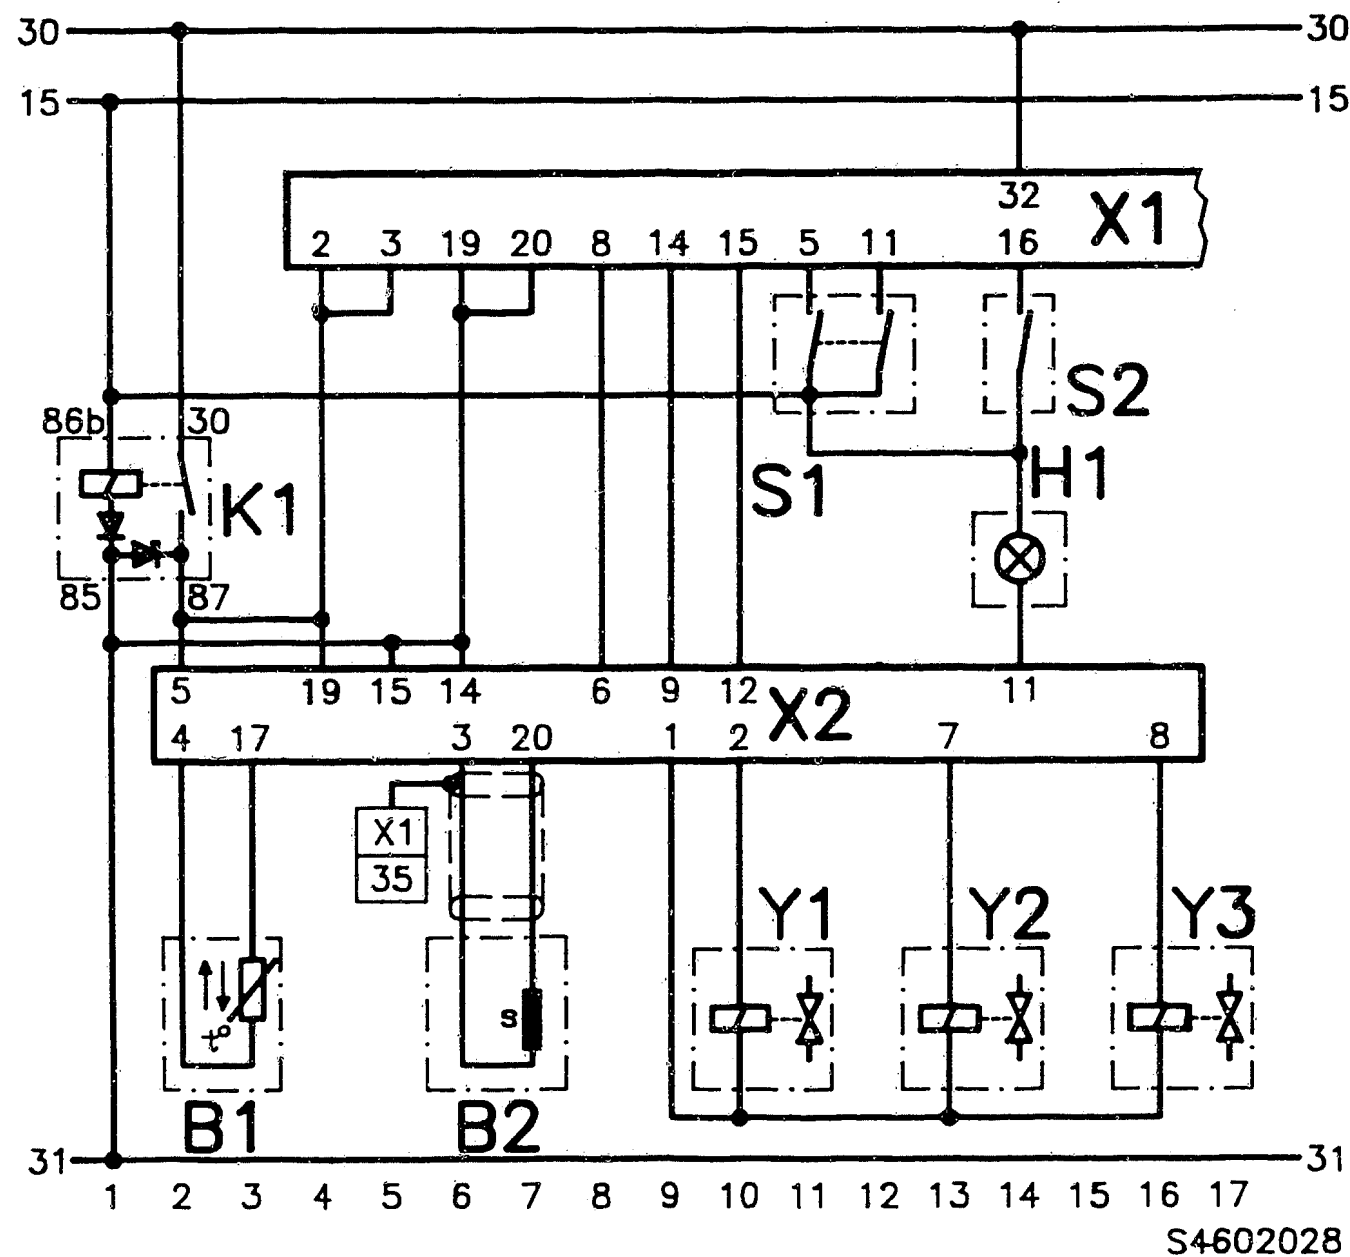 30 30
15 15
32
X1
2 3 19 20 8 14 15 5 11 16
S2
86b 30
H1
S1
K1
85 87
5 19 15 14 6 9 12 11
X2
4 17 3 20 1 2 7 8
X1
35
Y1 Y2 Y3
t° s
B1 B2
31 31
1 2 3 4 5 6 7 8 9 10 11 12 13 14 15 16 17
S4602028